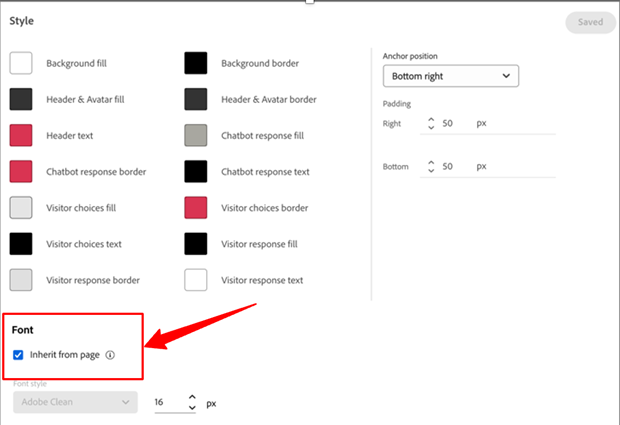 Style
Saved
Background fill
Background border
Header & Avatar fill
Header & Avatar border
Header text
Chatbot response fill
Chatbot response border
Chatbot response text
Visitor choices fill
Visitor choices border
Visitor choices text
Visitor response fill
Visitor response border
Visitor response text
Anchor position
Bottom right
Padding
Right 50 px
Bottom 50 px
Font
Inherit from page
Font style
Adobe Clean 16 px